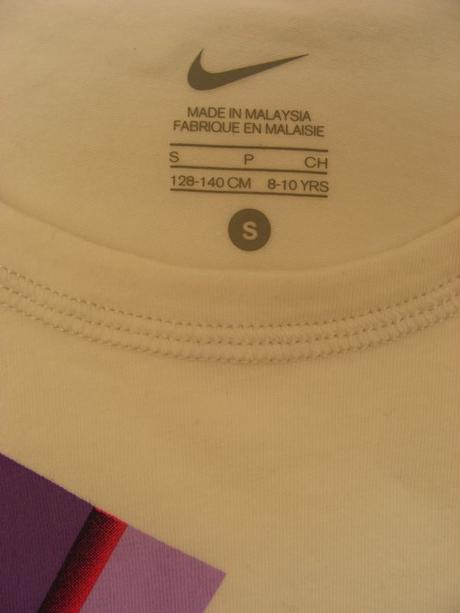 MADE IN MALAYSIA
FABRIQUE EN MALAISIE
S P CH
128-140 CM 8-10 YRS
S